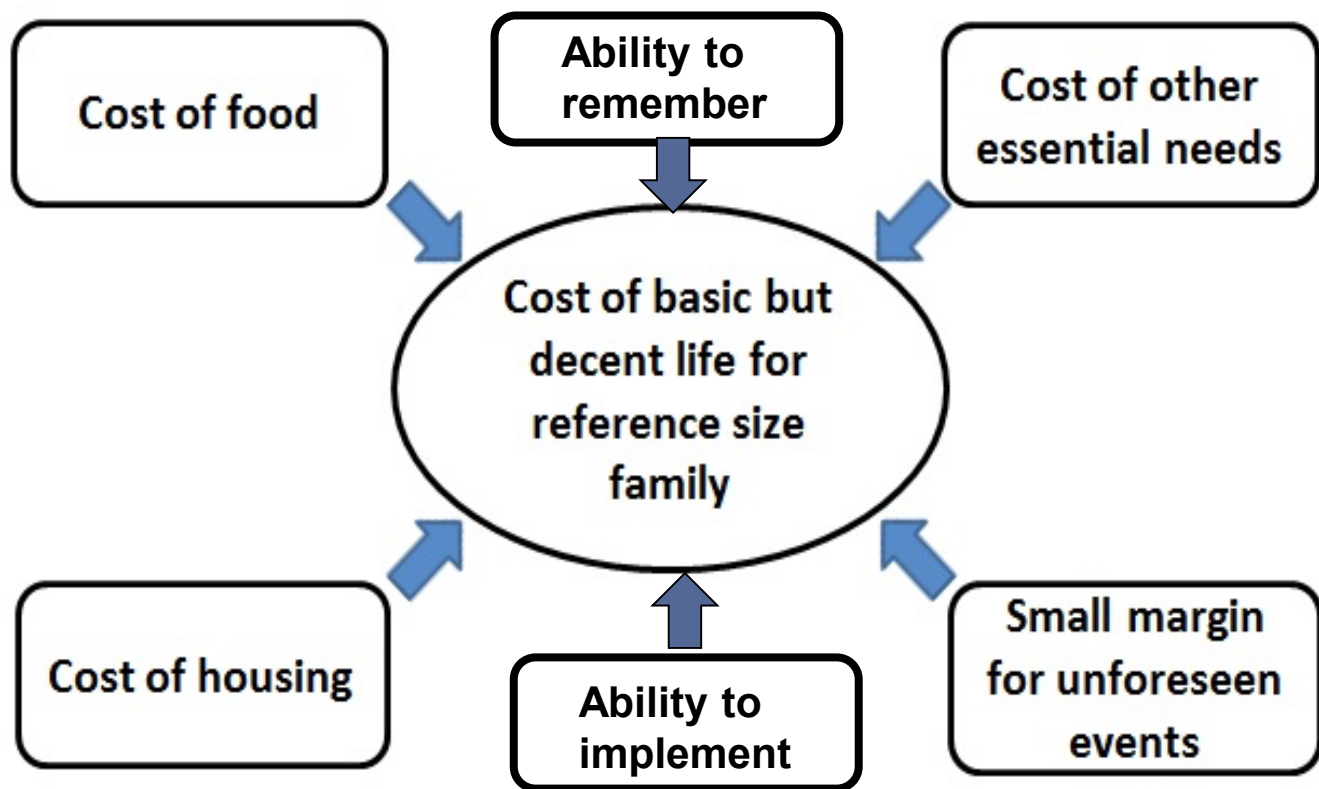 Cost of food
Ability to
remember
Cost of other
essential needs
Cost of basic but
decent life for
reference size
family
Cost of housing
Ability to
implement
Small margin
for unforeseen
events